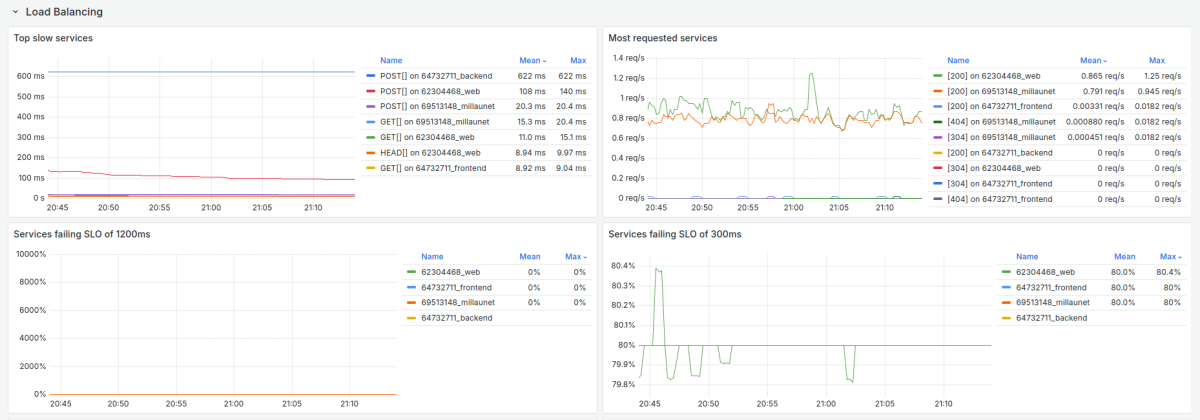 Load Balancing
Top slow services
600 ms
500 ms
400 ms
300 ms
200 ms
100 ms
0 s
20:45 20:50 20:55 21:00 21:05 21:10
Name Mean Max
POST[] on 64732711_backend 622 ms 622 ms
POST[] on 62304468_web 108 ms 140 ms
POST[] on 69513148_millaunet 20.3 ms 20.4 ms
GET[] on 69513148_millaunet 15.3 ms 20.4 ms
GET[] on 62304468_web 11.0 ms 15.1 ms
HEAD[] on 62304468_web 8.94 ms 9.97 ms
GET[] on 64732711_frontend 8.92 ms 9.04 ms
Most requested services
1.4 req/s
1.2 req/s
1 req/s
0.8 req/s
0.6 req/s
0.4 req/s
0.2 req/s
0 req/s
20:45 20:50 20:55 21:00 21:05 21:10
Name Mean Max
[200] on 62304468_web 0.865 req/s 1.25 req/s
[200] on 69513148_millaunet 0.791 req/s 0.945 req/s
[200] on 64732711_frontend 0.00331 req/s 0.0182 req/s
[404] on 69513148_millaunet 0.000880 req/s 0.0182 req/s
[304] on 69513148_millaunet 0.000451 req/s 0.0182 req/s
[200] on 64732711_backend 0 req/s 0 req/s
[304] on 62304468_web 0 req/s 0 req/s
[304] on 64732711_frontend 0 req/s 0 req/s
[404] on 64732711_frontend 0 req/s 0 req/s
Services failing SLO of 1200ms
10000%
8000%
6000%
4000%
2000%
0%
20:45 20:50 20:55 21:00 21:05 21:10
Name Mean Max
62304468_web 0% 0%
64732711_frontend 0% 0%
69513148_millaunet 0% 0%
64732711_backend
Services failing SLO of 300ms
80.4%
80.3%
80.2%
80.1%
80%
79.9%
79.8%
20:45 20:50 20:55 21:00 21:05 21:10
Name Mean Max
62304468_web 80.0% 80.4%
64732711_frontend 80.0% 80%
69513148_millaunet 80.0% 80%
64732711_backend